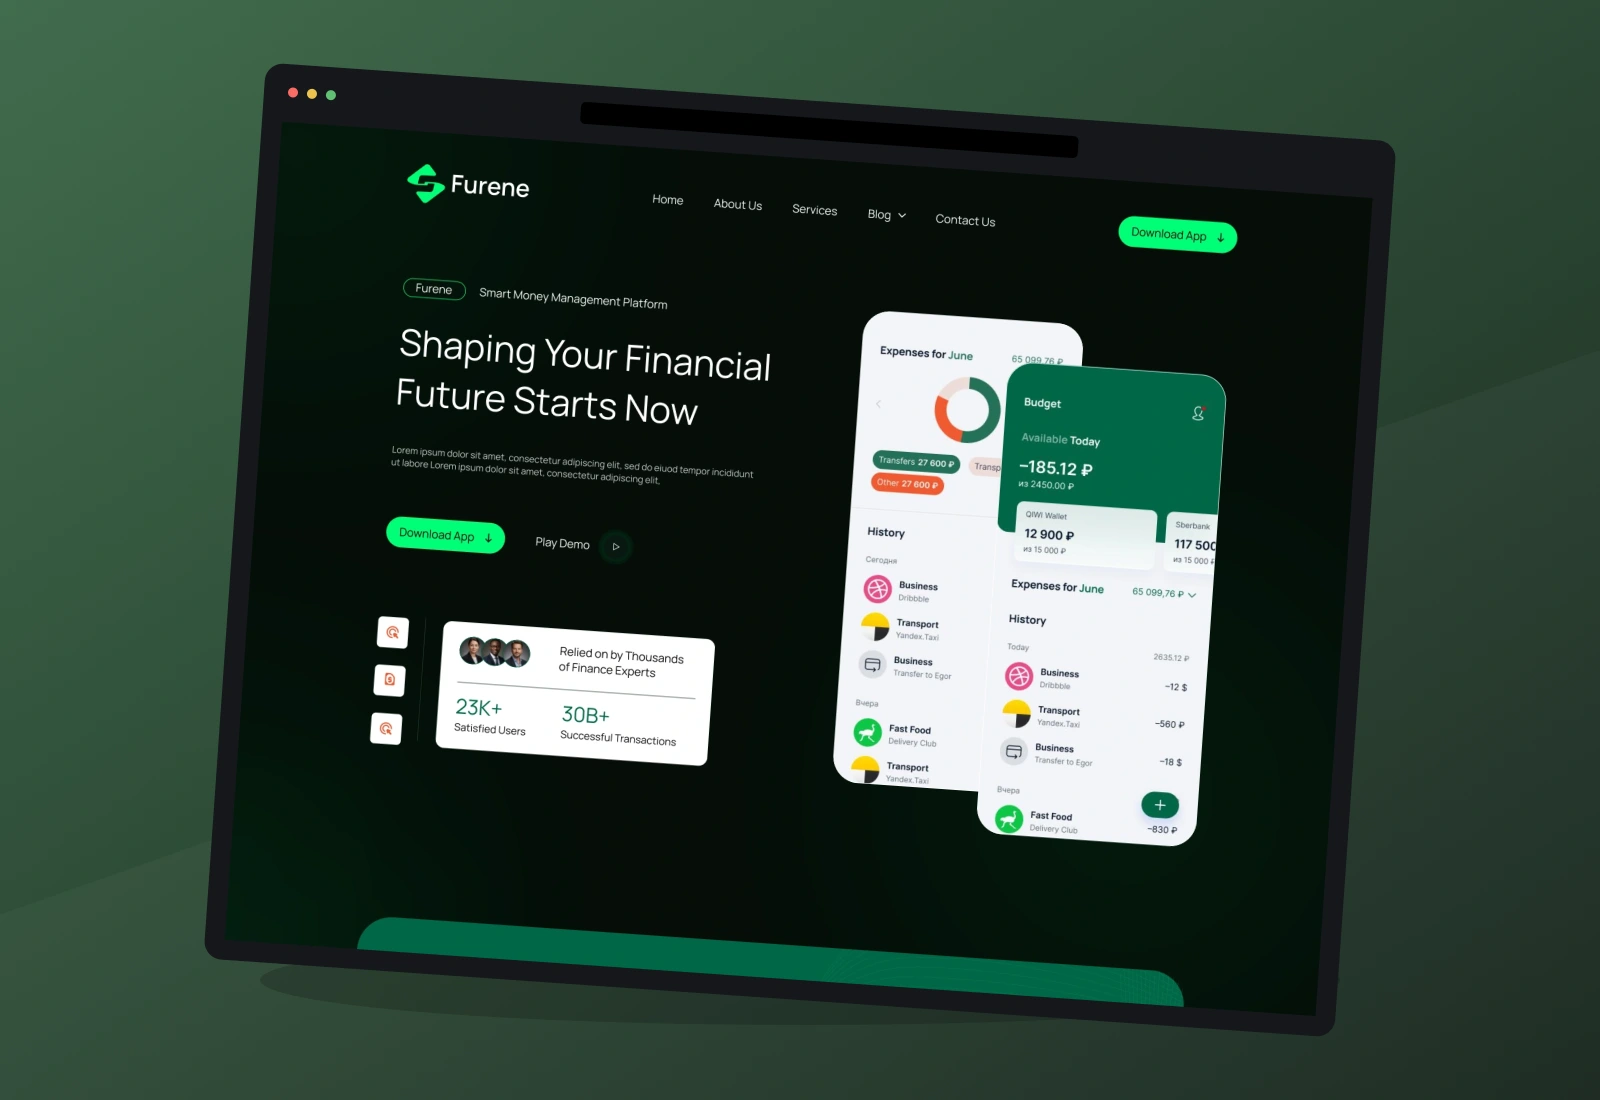 Furene
Home
About Us
Services
Blog
Contact Us
Download App
Furene
Smart Money Management Platform
Shaping Your Financial
Future Starts Now
Lorem ipsum dolor sit amet, consectetur adipiscing elit, sed do eiuod tempor incididunt
ut labore Lorem ipsum dolor sit amet, consectetur adipiscing elit,
Download App
Play Demo
Relied on by Thousands
of Finance Experts
23K+
Satisfied Users
30B+
Successful Transactions
Expenses for June
65 099,76 ₽
Transfers 27 600 ₽
Transp
Other 27 600 ₽
History
Сегодня
Business
Dribbble
Transport
Yandex.Taxi
Business
Transfer to Egor
Вчера
Fast Food
Delivery Club
Transport
Yandex.Taxi
Budget
Available Today
−185.12 ₽
из 2450.00 ₽
QIWI Wallet
12 900 ₽
из 15 000 ₽
Sberbank
117 500
из 15 000 ₽
Expenses for June
65 099,76 ₽
History
Today
2635.12 ₽
Business
Dribbble
−12 $
Transport
Yandex.Taxi
−560 ₽
Business
Transfer to Egor
−18 $
Вчера
Fast Food
Delivery Club
−830 ₽